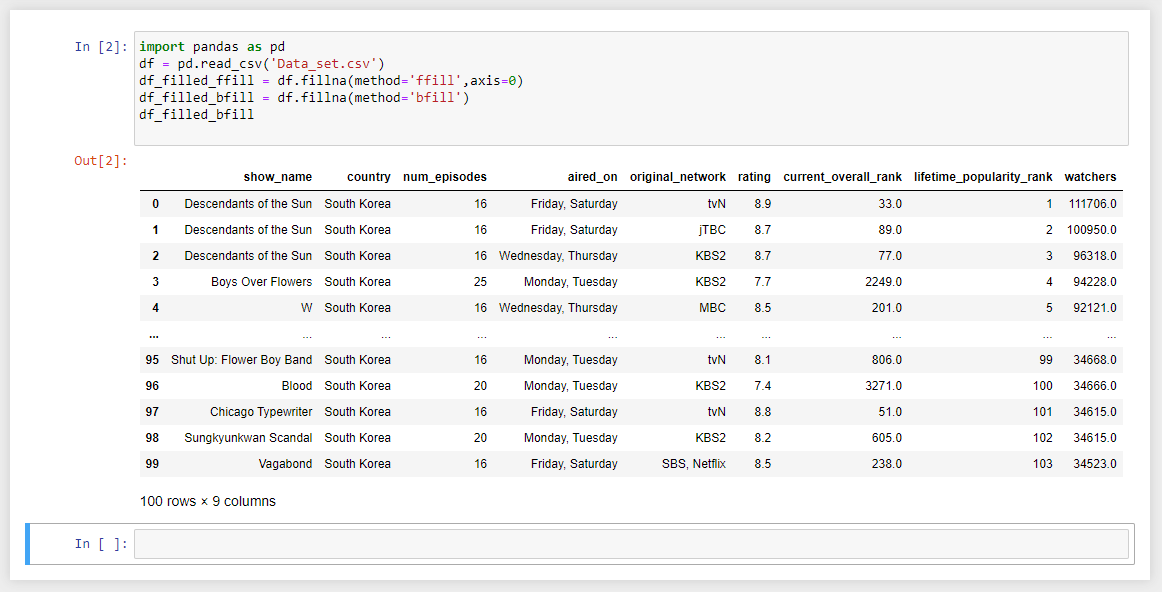 In [2]: import pandas as pd
df = pd.read_csv('Data_set.csv')
df_filled_ffill = df.fillna(method='ffill',axis=0)
df_filled_bfill = df.fillna(method='bfill')
df_filled_bfill
Out[2]:
show_name country num_episodes aired_on original_network rating current_overall_rank lifetime_popularity_rank watchers
0 Descendants of the Sun South Korea 16 Friday, Saturday tvN 8.9 33.0 1 111706.0
1 Descendants of the Sun South Korea 16 Friday, Saturday jTBC 8.7 89.0 2 100950.0
2 Descendants of the Sun South Korea 16 Wednesday, Thursday KBS2 8.7 77.0 3 96318.0
3 Boys Over Flowers South Korea 25 Monday, Tuesday KBS2 7.7 2249.0 4 94228.0
4 W South Korea 16 Wednesday, Thursday MBC 8.5 201.0 5 92121.0
... ... ... ... ... ... ... ... ... ...
95 Shut Up: Flower Boy Band South Korea 16 Monday, Tuesday tvN 8.1 806.0 99 34668.0
96 Blood South Korea 20 Monday, Tuesday KBS2 7.4 3271.0 100 34666.0
97 Chicago Typewriter South Korea 16 Friday, Saturday tvN 8.8 51.0 101 34615.0
98 Sungkyunkwan Scandal South Korea 20 Monday, Tuesday KBS2 8.2 605.0 102 34615.0
99 Vagabond South Korea 16 Friday, Saturday SBS, Netflix 8.5 238.0 103 34523.0
100 rows × 9 columns
In [ ]: